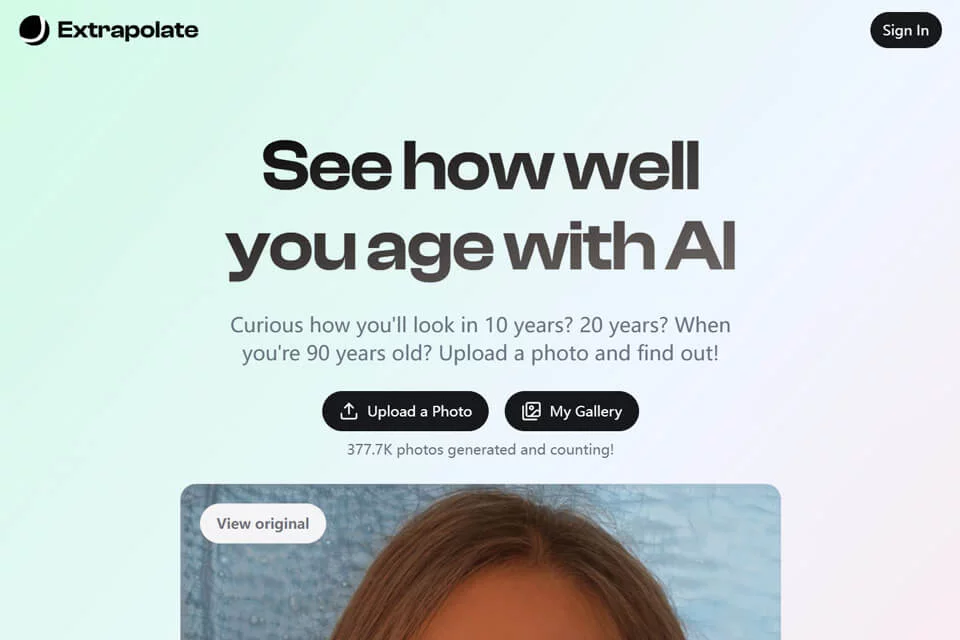 Extrapolate
Sign In
See how well
you age with AI
Curious how you'll look in 10 years? 20 years? When
you're 90 years old? Upload a photo and find out!
Upload a Photo
My Gallery
377.7K photos generated and counting!
View original